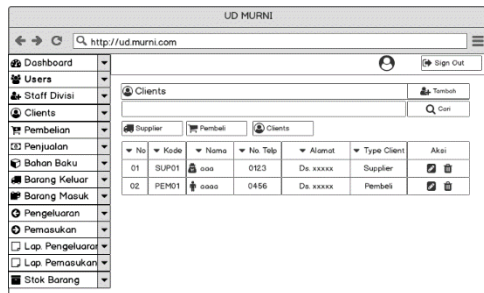 UD MURNI
http://ud.murni.com
Dashboard
Sign Out
Users
Staff Divisi
Clients
Tambah
Clients
Cari
Pembelian
Supplier Pembeli Clients
Penjualan
No Kode Nama No. Telp Alamat Type Client Aksi
Bahan Baku
01 SUP01 aaa 0123 Ds. xxxxx Supplier
Barang Keluar
02 PEM01 aaaa 0456 Ds. xxxxx Pembeli
Barang Masuk
Pengeluaran
Pemasukan
Lap. Pengeluaran
Lap. Pemasukan
Stok Barang